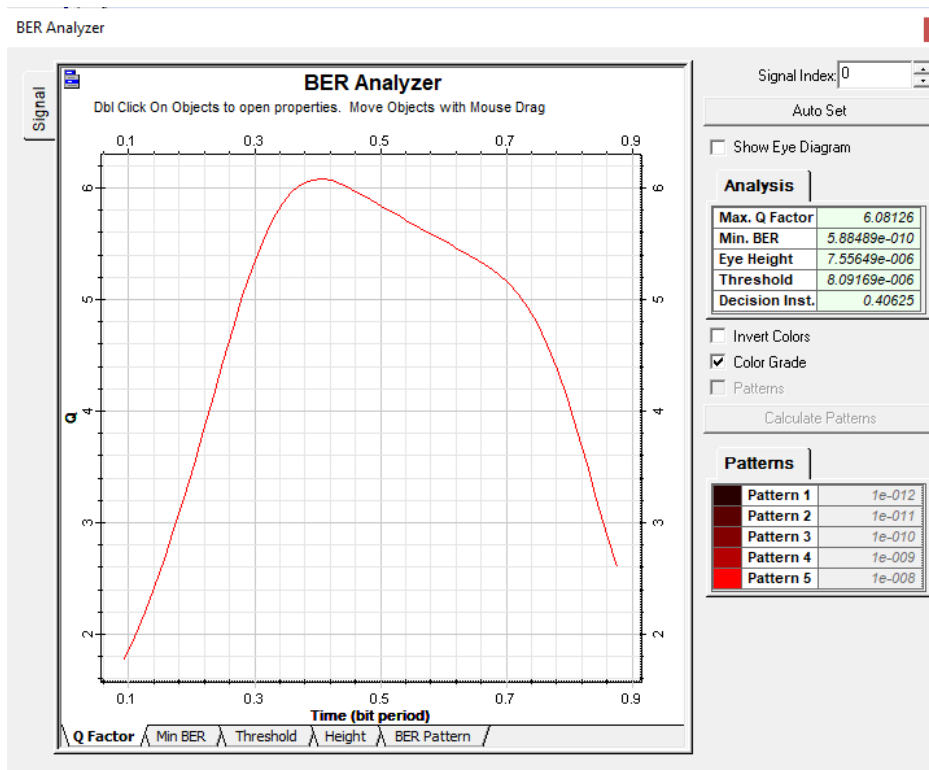 BER Analyzer
Signal
BER Analyzer
Dbl Click On Objects to open properties. Move Objects with Mouse Drag
0.1 0.3 0.5 0.7 0.9
6 6
5 5
4 4
Q
3 3
2 2
0.1 0.3 0.5 0.7 0.9
Time (bit period)
Q Factor Min BER Threshold Height BER Pattern
Signal Index: 0
Auto Set
Show Eye Diagram
Analysis
Max. Q Factor 6.08126
Min. BER 5.88489e-010
Eye Height 7.55649e-006
Threshold 8.09169e-006
Decision Inst. 0.40625
Invert Colors
Color Grade
Patterns
Calculate Patterns
Patterns
Pattern 1 1e-012
Pattern 2 1e-011
Pattern 3 1e-010
Pattern 4 1e-009
Pattern 5 1e-008